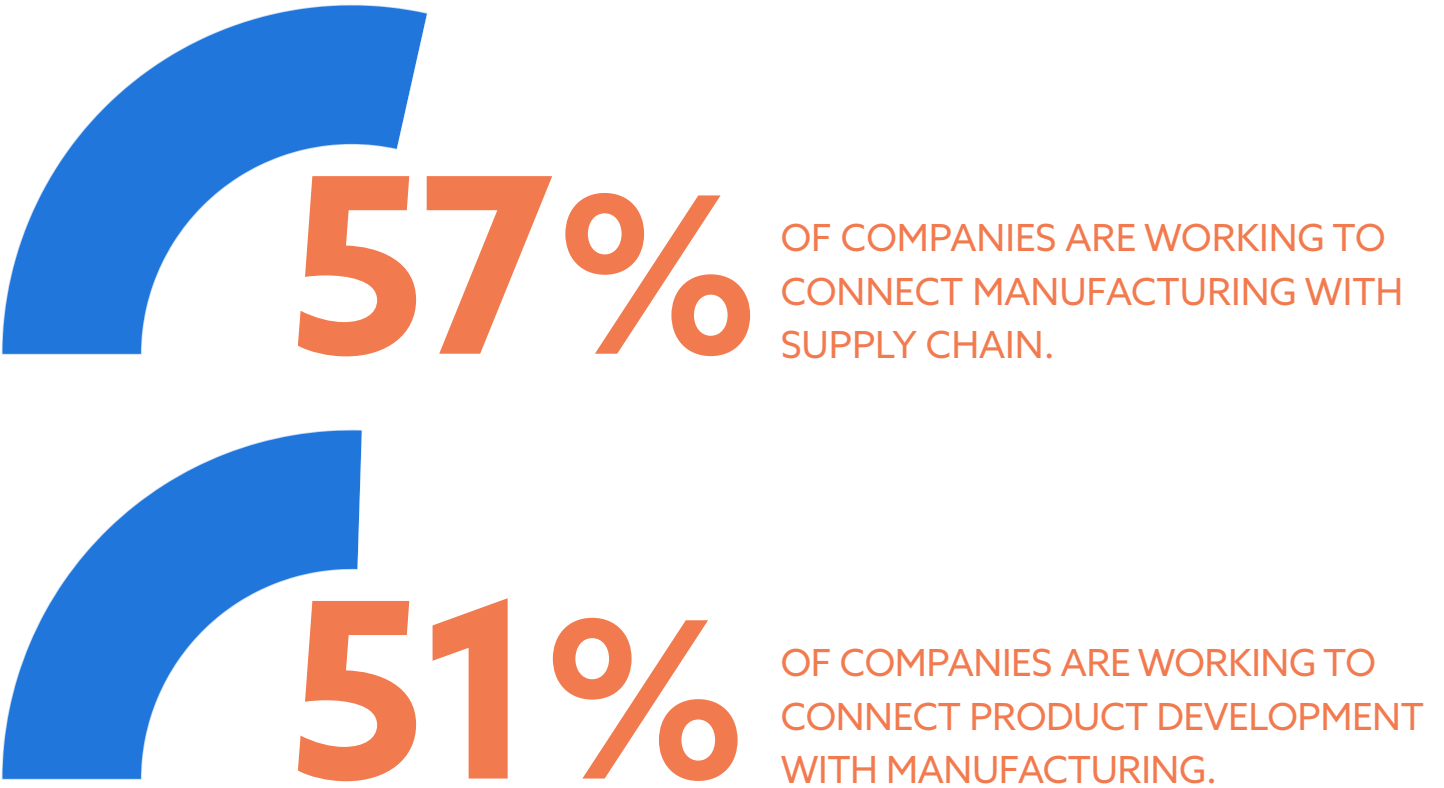 57%
OF COMPANIES ARE WORKING TO
CONNECT MANUFACTURING WITH
SUPPLY CHAIN.
51%
OF COMPANIES ARE WORKING TO
CONNECT PRODUCT DEVELOPMENT
WITH MANUFACTURING.